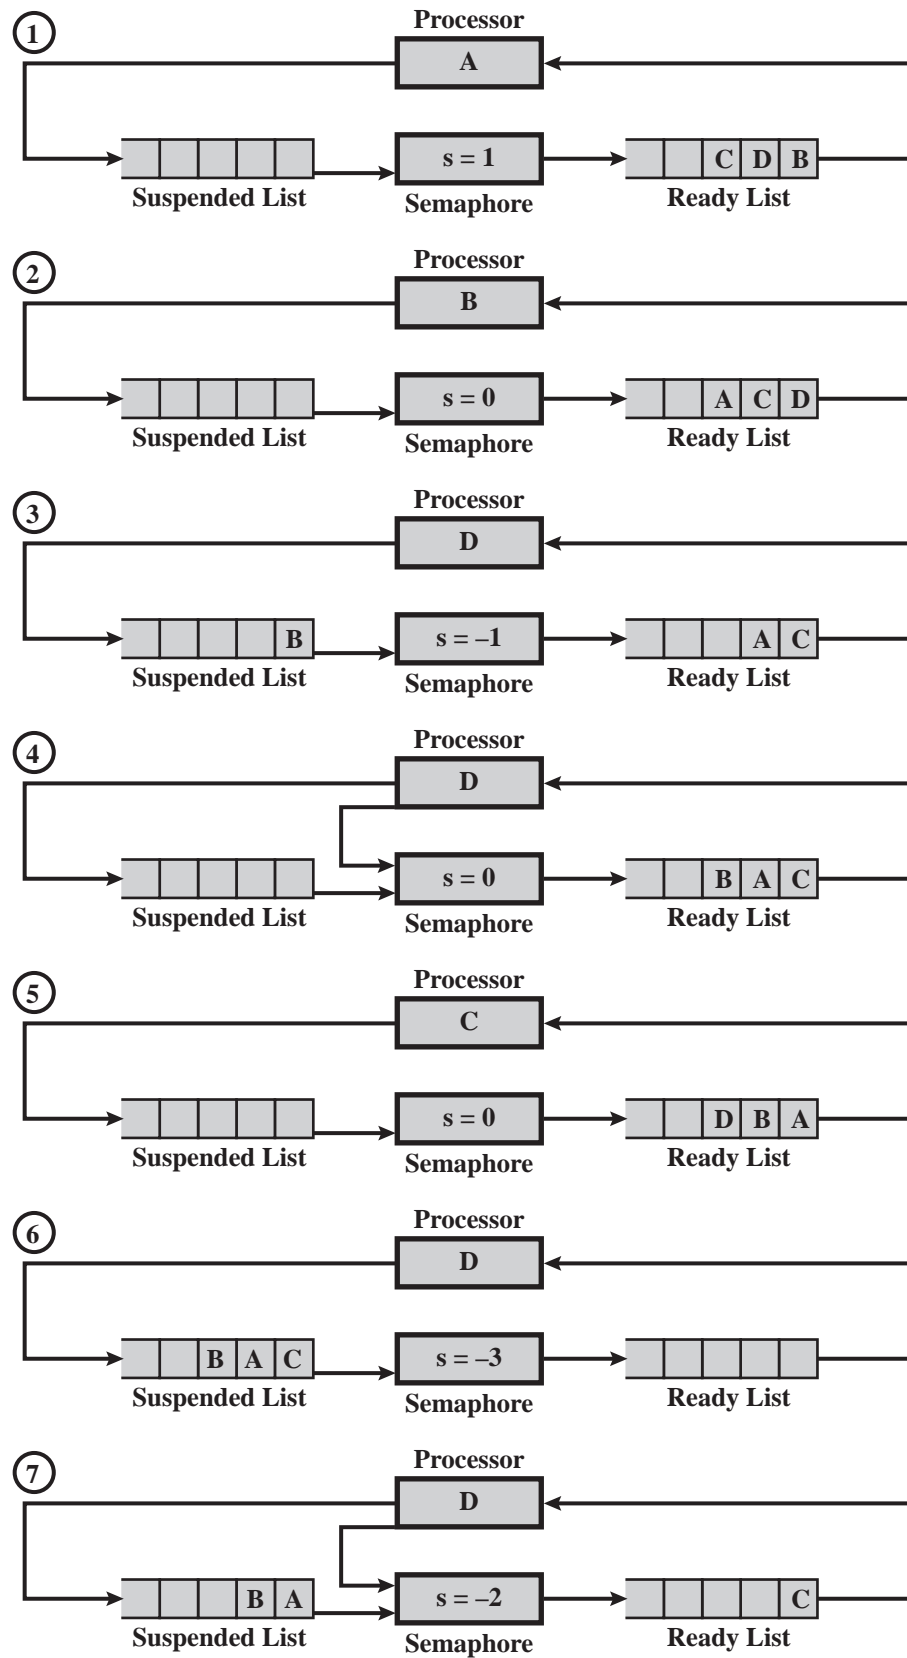 1
Processor
A
s = 1
C D B
Suspended List
Semaphore
Ready List
2
Processor
B
s = 0
A C D
Suspended List
Semaphore
Ready List
3
Processor
D
B
s = –1
A C
Suspended List
Semaphore
Ready List
4
Processor
D
s = 0
B A C
Suspended List
Semaphore
Ready List
5
Processor
C
s = 0
D B A
Suspended List
Semaphore
Ready List
6
Processor
D
B A C
s = –3
Suspended List
Semaphore
Ready List
7
Processor
D
B A
s = –2
C
Suspended List
Semaphore
Ready List